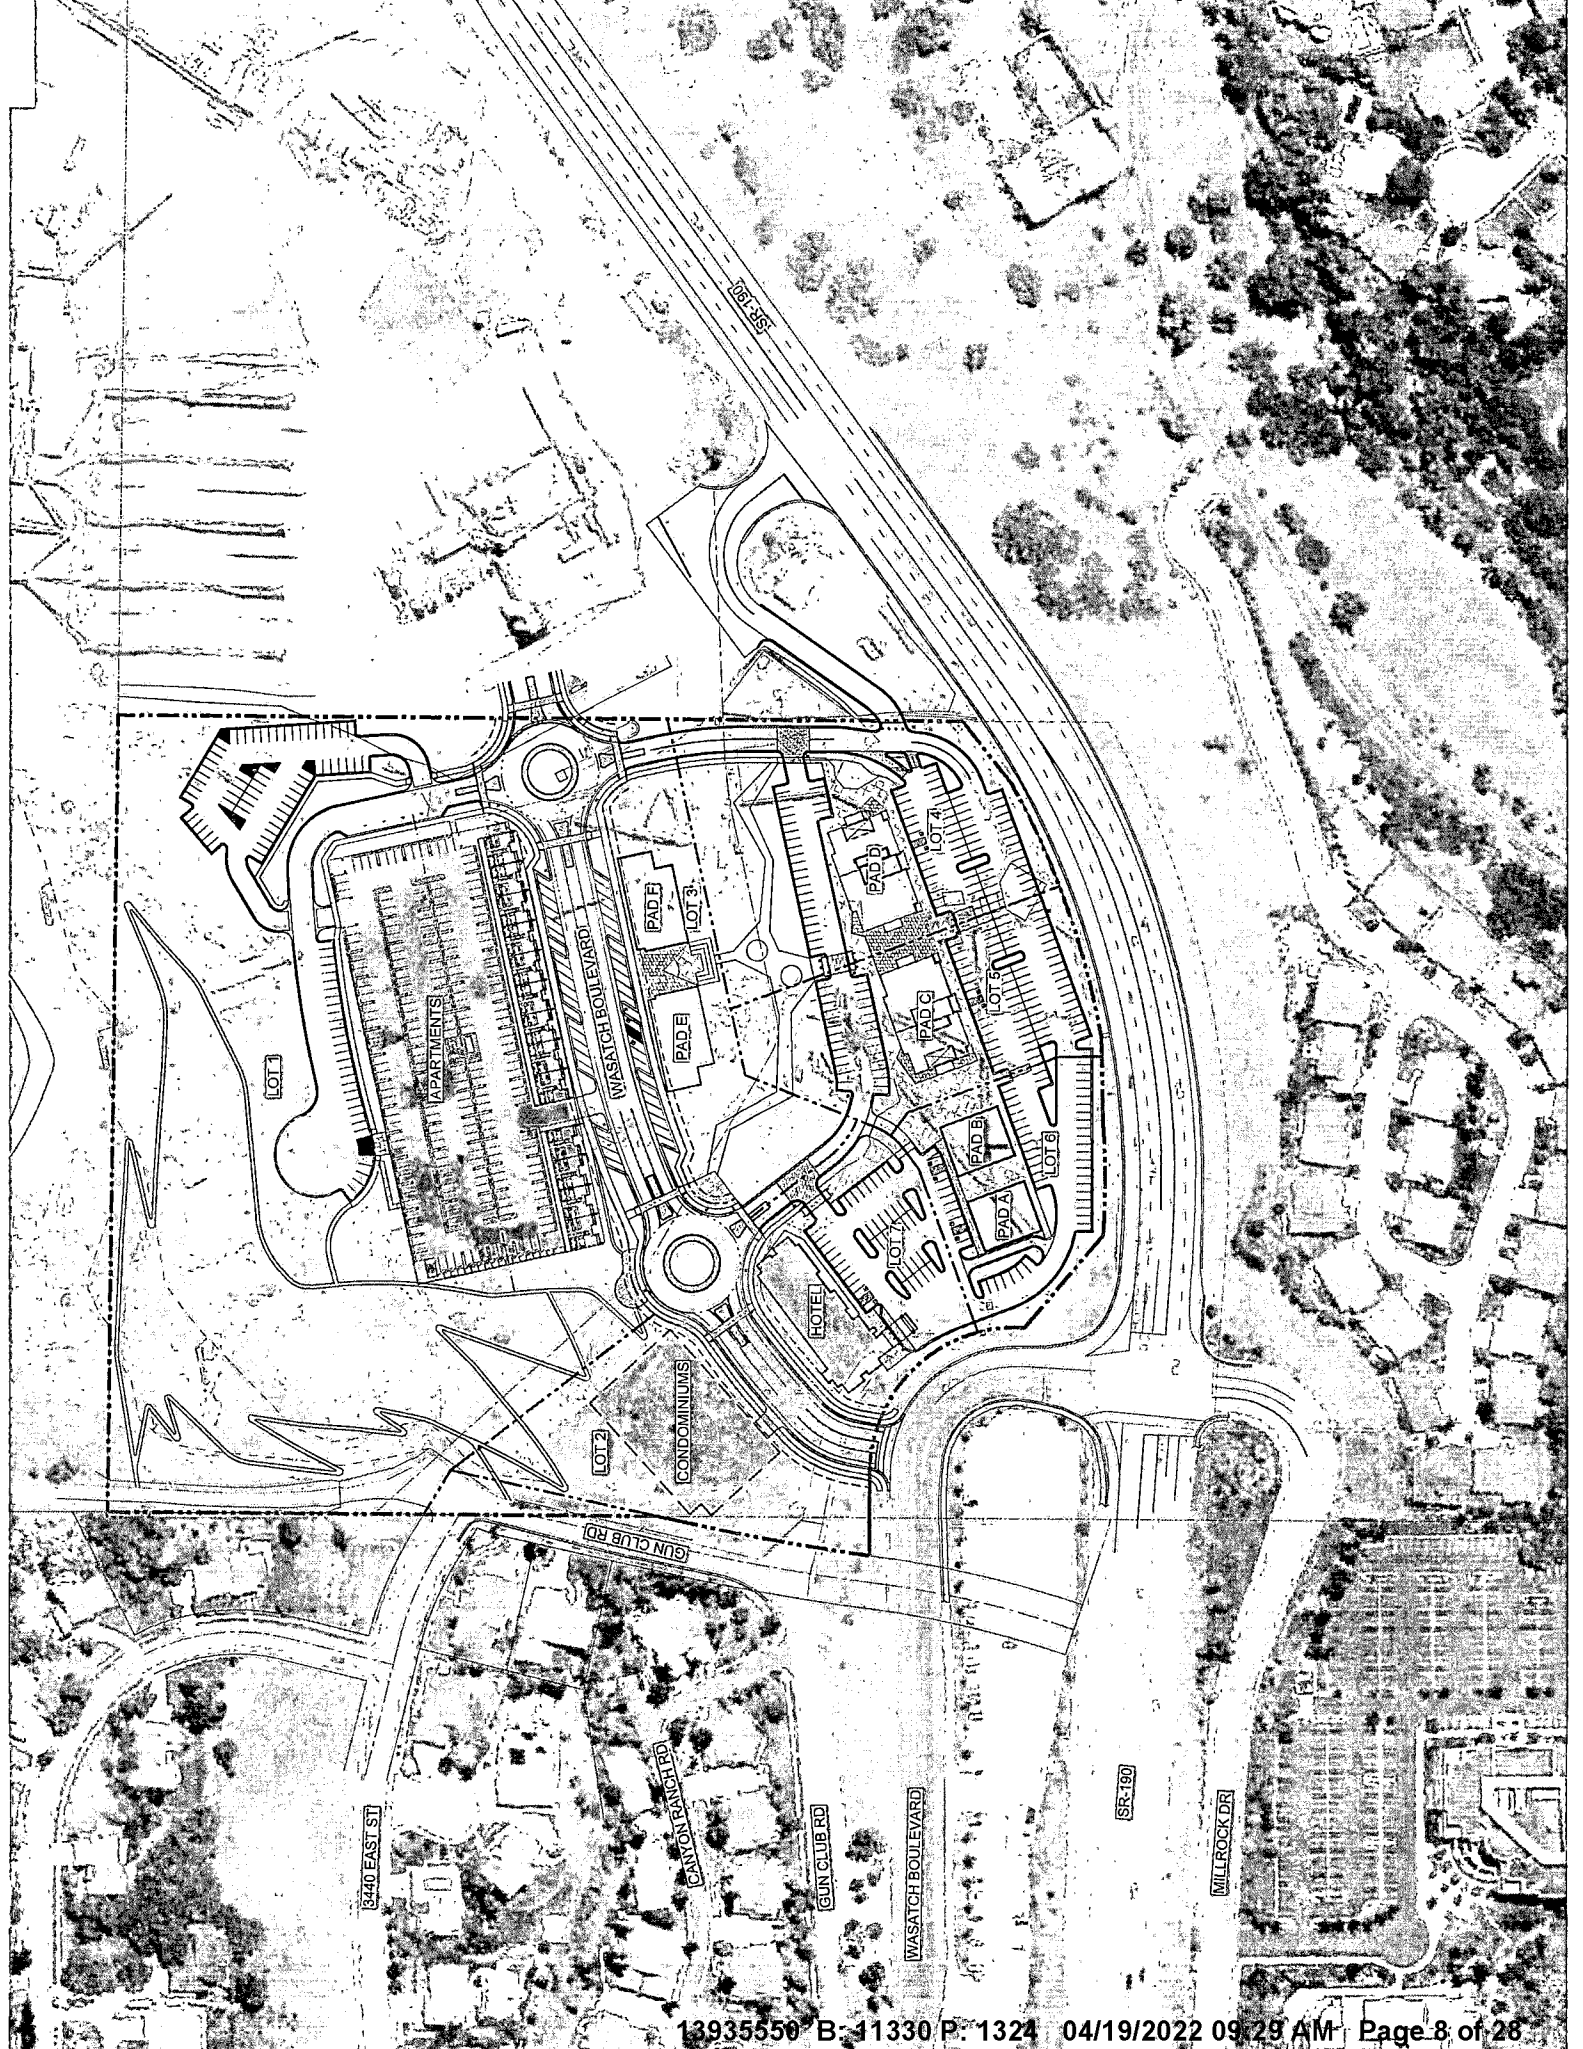 SR-190
WASATCH BOULEVARD
LOT 1
APARTMENTS
PAD F
LOT 3
PAD E
PAD D
LOT 4
PAD C
LOT 5
PAD B
LOT 6
PAD A
LOT 7
HOTEL
LOT 2
CONDOMINIUMS
GUN CLUB RD
3440 EAST ST
CANYON RANCH RD
GUN CLUB RD
WASATCH BOULEVARD
SR-190
MILLROCK DR
13935550 B: 11330 P: 1324 04/19/2022 09:29 AM Page 8 of 28